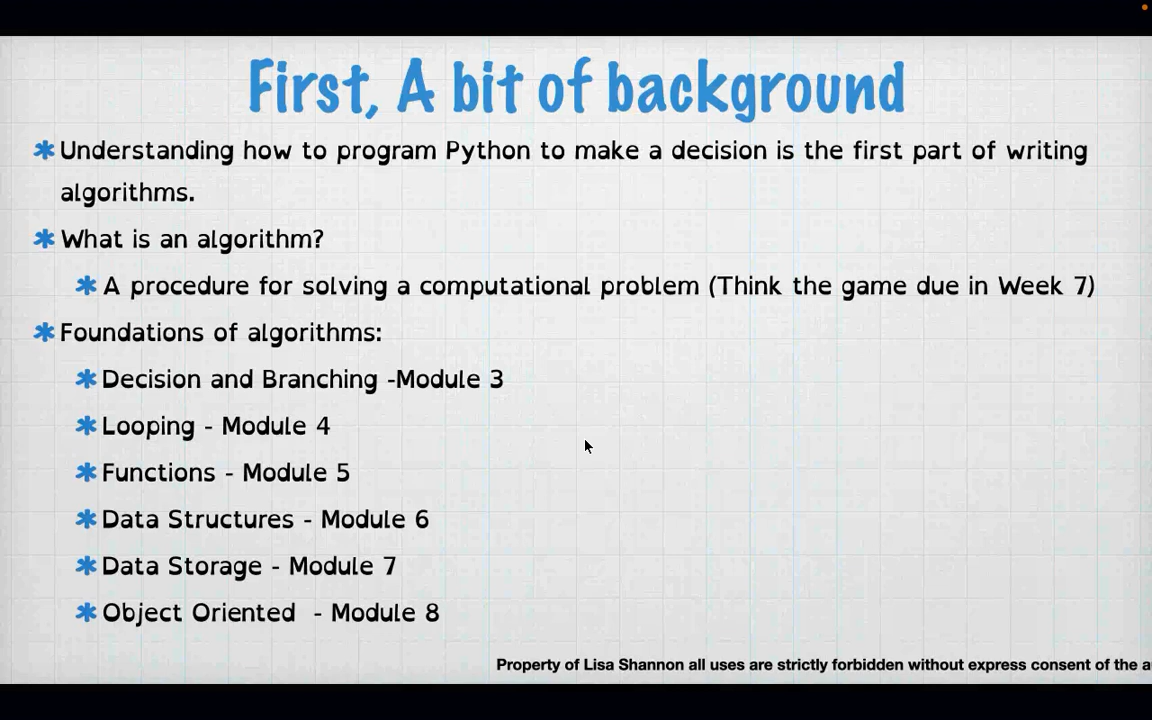 First, A bit of background
Understanding how to program Python to make a decision is the first part of writing
algorithms.
What is an algorithm?
A procedure for solving a computational problem (Think the game due in Week 7)
Foundations of algorithms:
Decision and Branching -Module 3
Looping - Module 4
Functions - Module 5
Data Structures - Module 6
Data Storage - Module 7
Object Oriented  - Module 8
Property of Lisa Shannon all uses are strictly forbidden without express consent of the